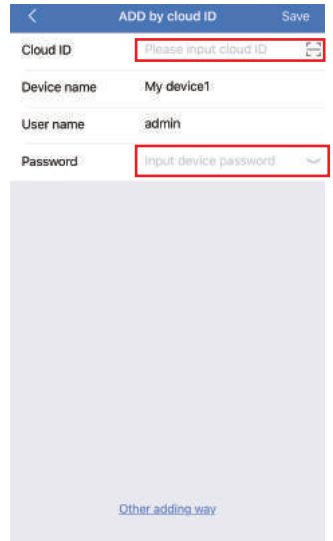 ADD by cloud ID Save
Cloud ID Please input cloud ID
Device name My device1
User name admin
Password Input device password
Other adding way